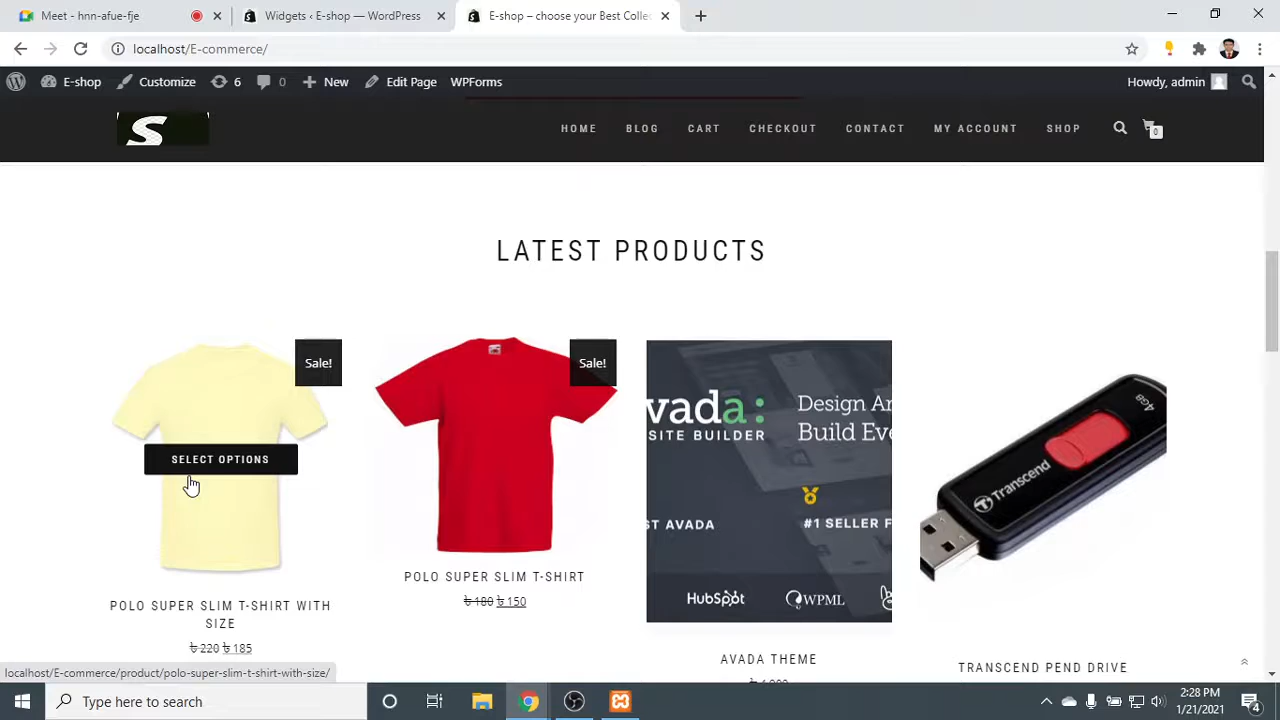 Meet - hnn-afue-fje
Widgets ‹ E-shop — WordPress
E-shop – choose your Best Colle
localhost/E-commerce/
E-shop
Customize
6
0
New
Edit Page
WPForms
Howdy, admin
S
HOME
BLOG
CART
CHECKOUT
CONTACT
MY ACCOUNT
SHOP
0
LATEST PRODUCTS
Sale!
SELECT OPTIONS
POLO SUPER SLIM T-SHIRT WITH
SIZE
৳ 220 ৳ 185
Sale!
POLO SUPER SLIM T-SHIRT
৳ 180 ৳ 150
vada:
SITE BUILDER
Design An
Build Eve
ST AVADA
#1 SELLER F
HubSpot
WPML
AVADA THEME
4GB
Transcend
TRANSCEND PEND DRIVE
localhost/E-commerce/product/polo-super-slim-t-shirt-with-size/
Type here to search
2:28 PM
1/21/2021
4